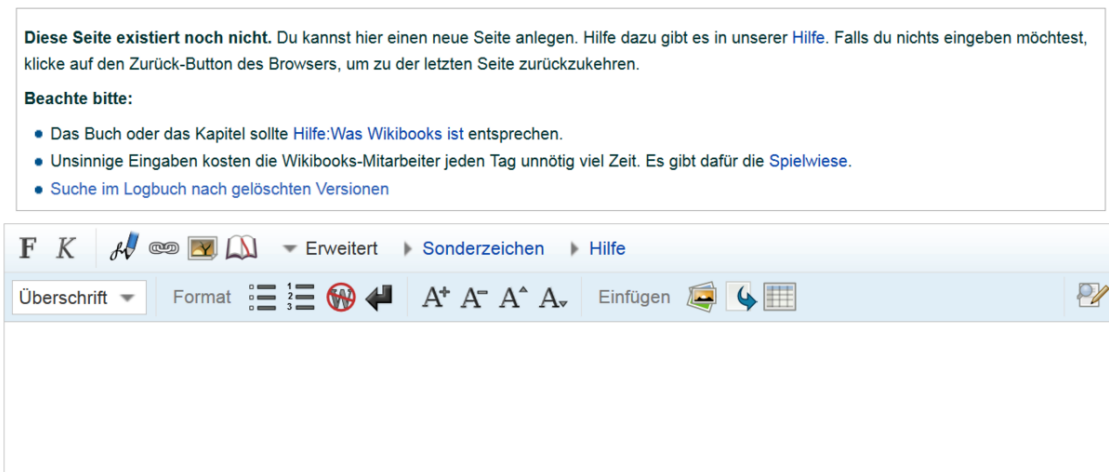 Diese Seite existiert noch nicht. Du kannst hier einen neue Seite anlegen. Hilfe dazu gibt es in unserer Hilfe. Falls du nichts eingeben möchtest,
klicke auf den Zurück-Button des Browsers, um zu der letzten Seite zurückzukehren.
Beachte bitte:
Das Buch oder das Kapitel sollte Hilfe:Was Wikibooks ist entsprechen.
Unsinnige Eingaben kosten die Wikibooks-Mitarbeiter jeden Tag unnötig viel Zeit. Es gibt dafür die Spielwiese.
Suche im Logbuch nach gelöschten Versionen
F K Erweitert Sonderzeichen Hilfe
Überschrift Format 1 2 3 W A+ A- A^ A Einfügen